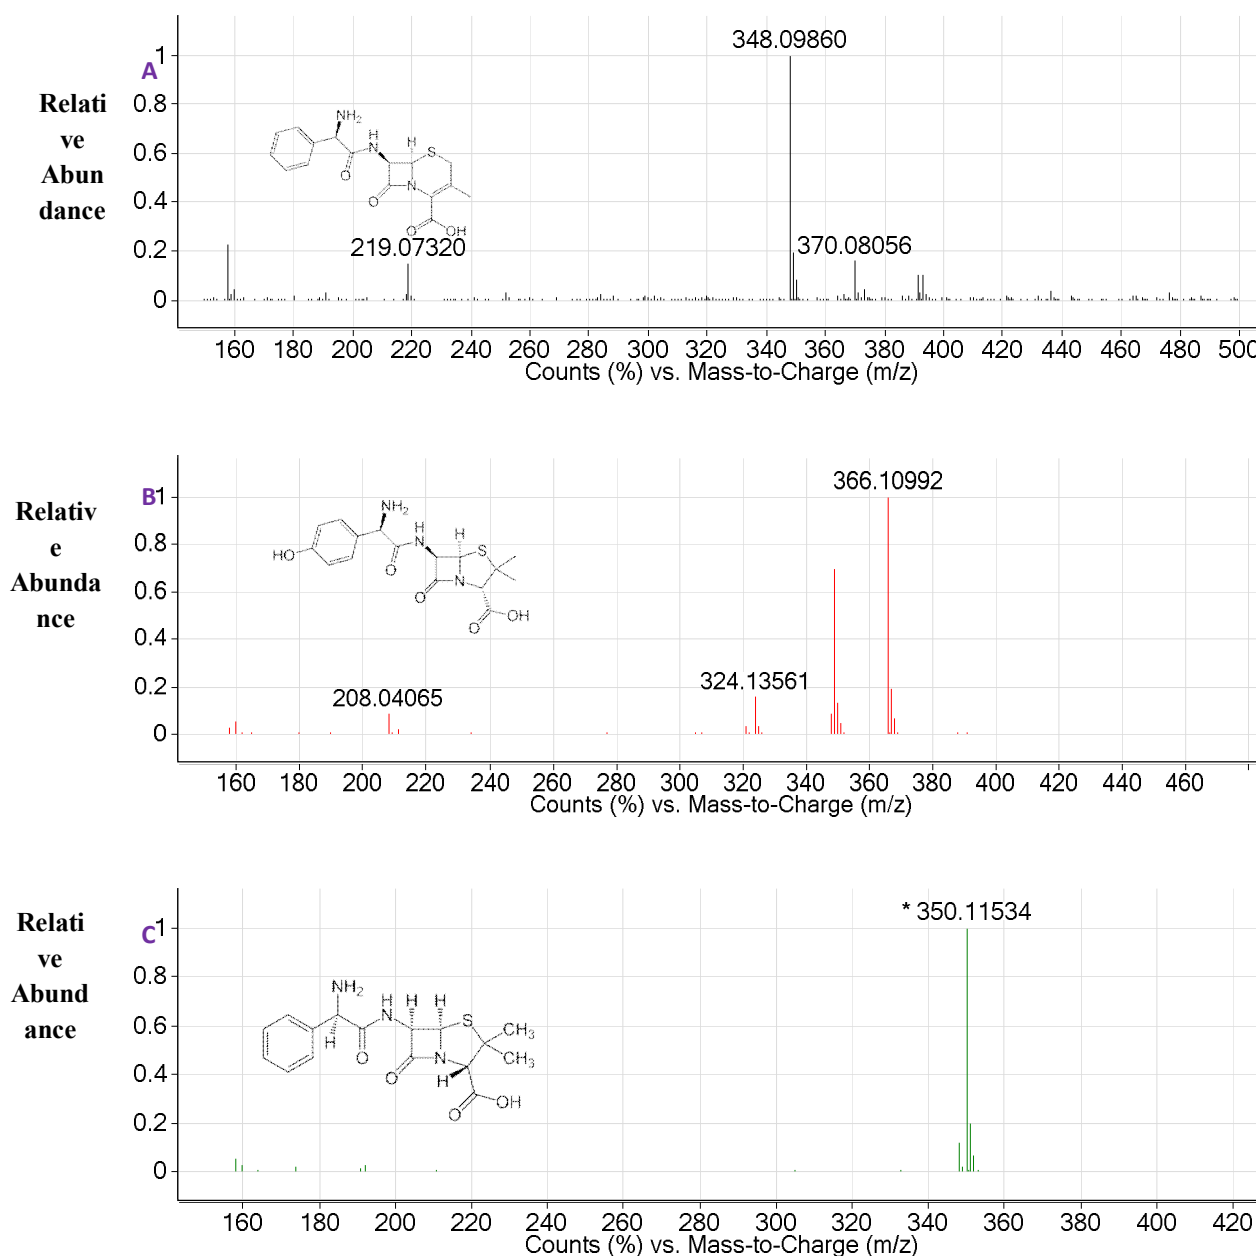 A
Relati
ve
Abun
dance
1
0.8
0.6
0.4
0.2
0
348.09860
219.07320
370.08056
NH2
H
N
O
H
S
N
O
O
OH
160 180 200 220 240 260 280 300 320 340 360 380 400 420 440 460 480 500
Counts (%) vs. Mass-to-Charge (m/z)
B
Relativ
e
Abunda
nce
1
0.8
0.6
0.4
0.2
0
366.10992
324.13561
208.04065
NH2
HO
H
N
O
H
S
N
O
O
OH
160 180 200 220 240 260 280 300 320 340 360 380 400 420 440 460
Counts (%) vs. Mass-to-Charge (m/z)
C
Relati
ve
Abund
ance
1
0.8
0.6
0.4
0.2
0
* 350.11534
NH2
H
N
H
H
S
CH3
CH3
H
O
N
O
H
O
OH
160 180 200 220 240 260 280 300 320 340 360 380 400 420
Counts (%) vs. Mass-to-Charge (m/z)